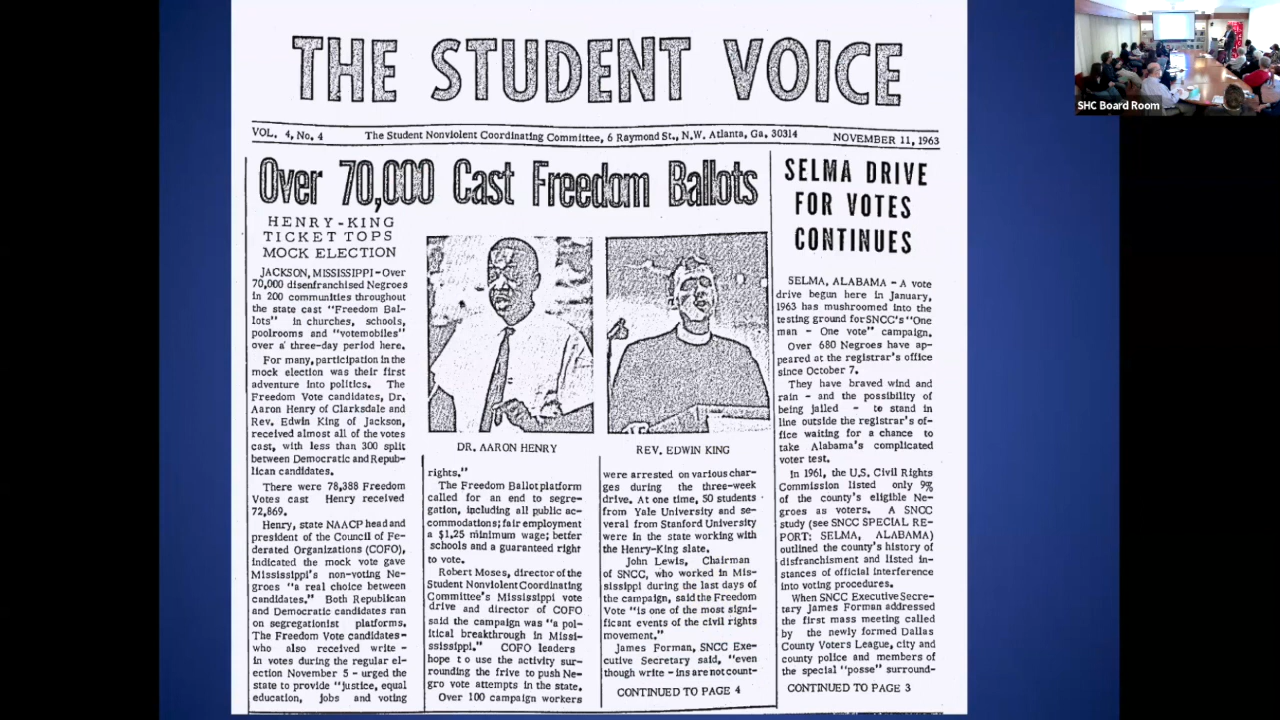 THE STUDENT VOICE
VOL. 4, No. 4
The Student Nonviolent Coordinating Committee, 6 Raymond St., N.W. Atlanta, Ga. 30314
NOVEMBER 11, 1963
Over 70,000 Cast Freedom Ballots
HENRY-KING
TICKET TOPS
MOCK ELECTION
JACKSON, MISSISSIPPI-Over
70,000 disenfranchised Negroes
in 200 communities throughout
the state cast "Freedom Bal-
lots" in churches, schools,
poolrooms and "votemobiles"
over a three-day period here.
For many, participation in the
mock election was their first
adventure into politics. The
Freedom Vote candidates, Dr.
Aaron Henry of Clarksdale and
Rev. Edwin King of Jackson,
received almost all of the votes
cast, with less than 300 split
between Democratic and Repub-
lican candidates.
There were 78,388 Freedom
Votes cast Henry received
72,869.
Henry, state NAACP head and
president of the Council of Fe-
derated Organizations (COFO),
indicated the mock vote gave
Mississippi's non-voting Ne-
groes "a real choice between
candidates." Both Republican
and Democratic candidates ran
on segregationist platforms.
The Freedom Vote candidates-
who also received write -
in votes during the regular el-
ection November 5 - urged the
state to provide "justice, equal
education, jobs and voting
DR. AARON HENRY
rights."
The Freedom Ballot platform
called for an end to segre-
gation, including all public ac-
commodations; fair employment
a $1.25 minimum wage; better
schools and a guaranteed right
to vote.
Robert Moses, director of the
Student Nonviolent Coordinating
Committee's Mississippi vote
drive and director of COFO
said the campaign was "a pol-
itical breakthrough in Missi-
ssissippi." COFO leaders
hope to use the activity sur-
rounding the frive to push Ne-
gro vote attempts in the state.
Over 100 campaign workers
REV. EDWIN KING
were arrested on various char-
ges during the three-week
drive. At one time, 50 students
from Yale University and se-
veral from Stanford University
were in the state working with
the Henry-King slate.
John Lewis, Chairman
of SNCC, who worked in Mis-
sissippi during the last days of
the campaign, said the Freedom
Vote "is one of the most signi-
ficant events of the civil rights
movement."
James Forman, SNCC Exe-
cutive Secretary said, "even
though write - ins are not count-
CONTINUED TO PAGE 4
SELMA DRIVE
FOR VOTES
CONTINUES
SELMA, ALABAMA - A vote
drive begun here in January,
1963 has mushroomed into the
testing ground for SNCC's "One
man - One vote" campaign.
Over 680 Negroes have ap-
peared at the registrar's office
since October 7.
They have braved wind and
rain - and the possibility of
being jailed - to stand in
line outside the registrar's of-
fice waiting for a chance to
take Alabama's complicated
voter test.
In 1961, the U.S. Civil Rights
Commission listed only 9%
of the county's eligible Ne-
groes as voters. A SNCC
study (see SNCC SPECIAL RE-
PORT: SELMA, ALABAMA)
outlined the county's history of
disfranchisment and listed in-
stances of official interference
into voting procedures.
When SNCC Executive Secre-
tary James Forman addressed
the first mass meeting called
by the newly formed Dallas
County Voters League, city and
county police and members of
the special "posse" surround-
CONTINUED TO PAGE 3
SHC Board Room